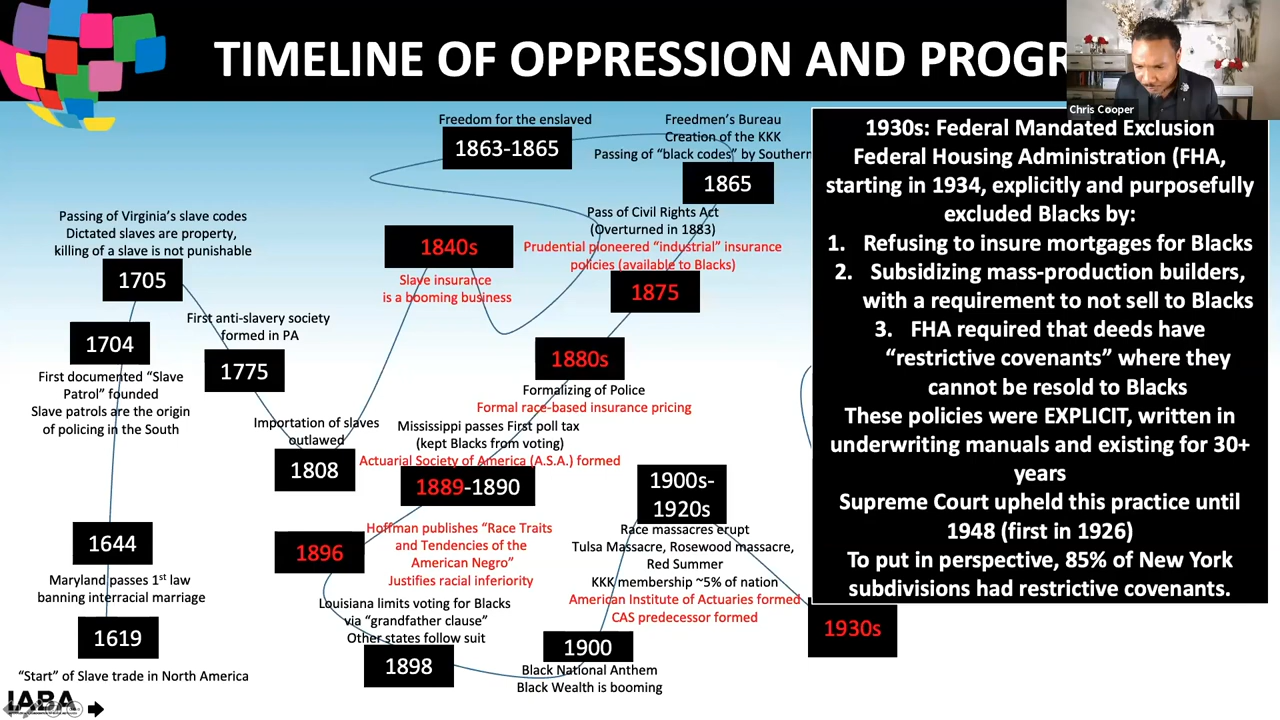 TIMELINE OF OPPRESSION AND PROGR
Chris Cooper
Freedom for the enslaved
1863-1865
Freedmen's Bureau
Creation of the KKK
Passing of "black codes" by Southern
1865
Passing of Virginia's slave codes
Dictated slaves are property,
killing of a slave is not punishable
1705
1840s
Slave insurance
is a booming business
Pass of Civil Rights Act
(Overturned in 1883)
Prudential pioneered "industrial" insurance
policies (available to Blacks)
1875
First anti-slavery society
formed in PA
1775
1704
First documented "Slave
Patrol" founded
Slave patrols are the origin
of policing in the South
1880s
Formalizing of Police
Formal race-based insurance pricing
Importation of slaves
outlawed
1808
Mississippi passes First poll tax
(kept Blacks from voting)
Actuarial Society of America (A.S.A.) formed
1889-1890
1644
Maryland passes 1st law
banning interracial marriage
1619
"Start" of Slave trade in North America
1896
Hoffman publishes "Race Traits
and Tendencies of the
American Negro"
Justifies racial inferiority
Louisiana limits voting for Blacks
via "grandfather clause"
Other states follow suit
1898
1900s-
1920s
Race massacres erupt
Tulsa Massacre, Rosewood massacre,
Red Summer
KKK membership ~5% of nation
American Institute of Actuaries formed
CAS predecessor formed
1900
Black National Anthem
Black Wealth is booming
1930s
1930s: Federal Mandated Exclusion
Federal Housing Administration (FHA,
starting in 1934, explicitly and purposefully
excluded Blacks by:
1. Refusing to insure mortgages for Blacks
2. Subsidizing mass-production builders,
with a requirement to not sell to Blacks
3. FHA required that deeds have
"restrictive covenants" where they
cannot be resold to Blacks
These policies were EXPLICIT, written in
underwriting manuals and existing for 30+
years
Supreme Court upheld this practice until
1948 (first in 1926)
To put in perspective, 85% of New York
subdivisions had restrictive covenants.
IABA